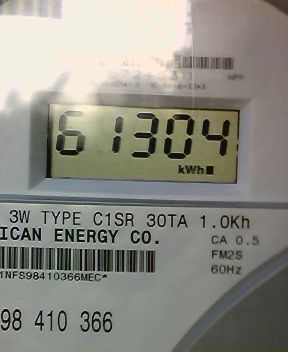 HPP
61304
kWh
3W TYPE C1SR 30TA 1.0Kh
ICAN ENERGY CO.
CA 0.5
FM2S
60Hz
1NFS98410366MEC*
98 410 366